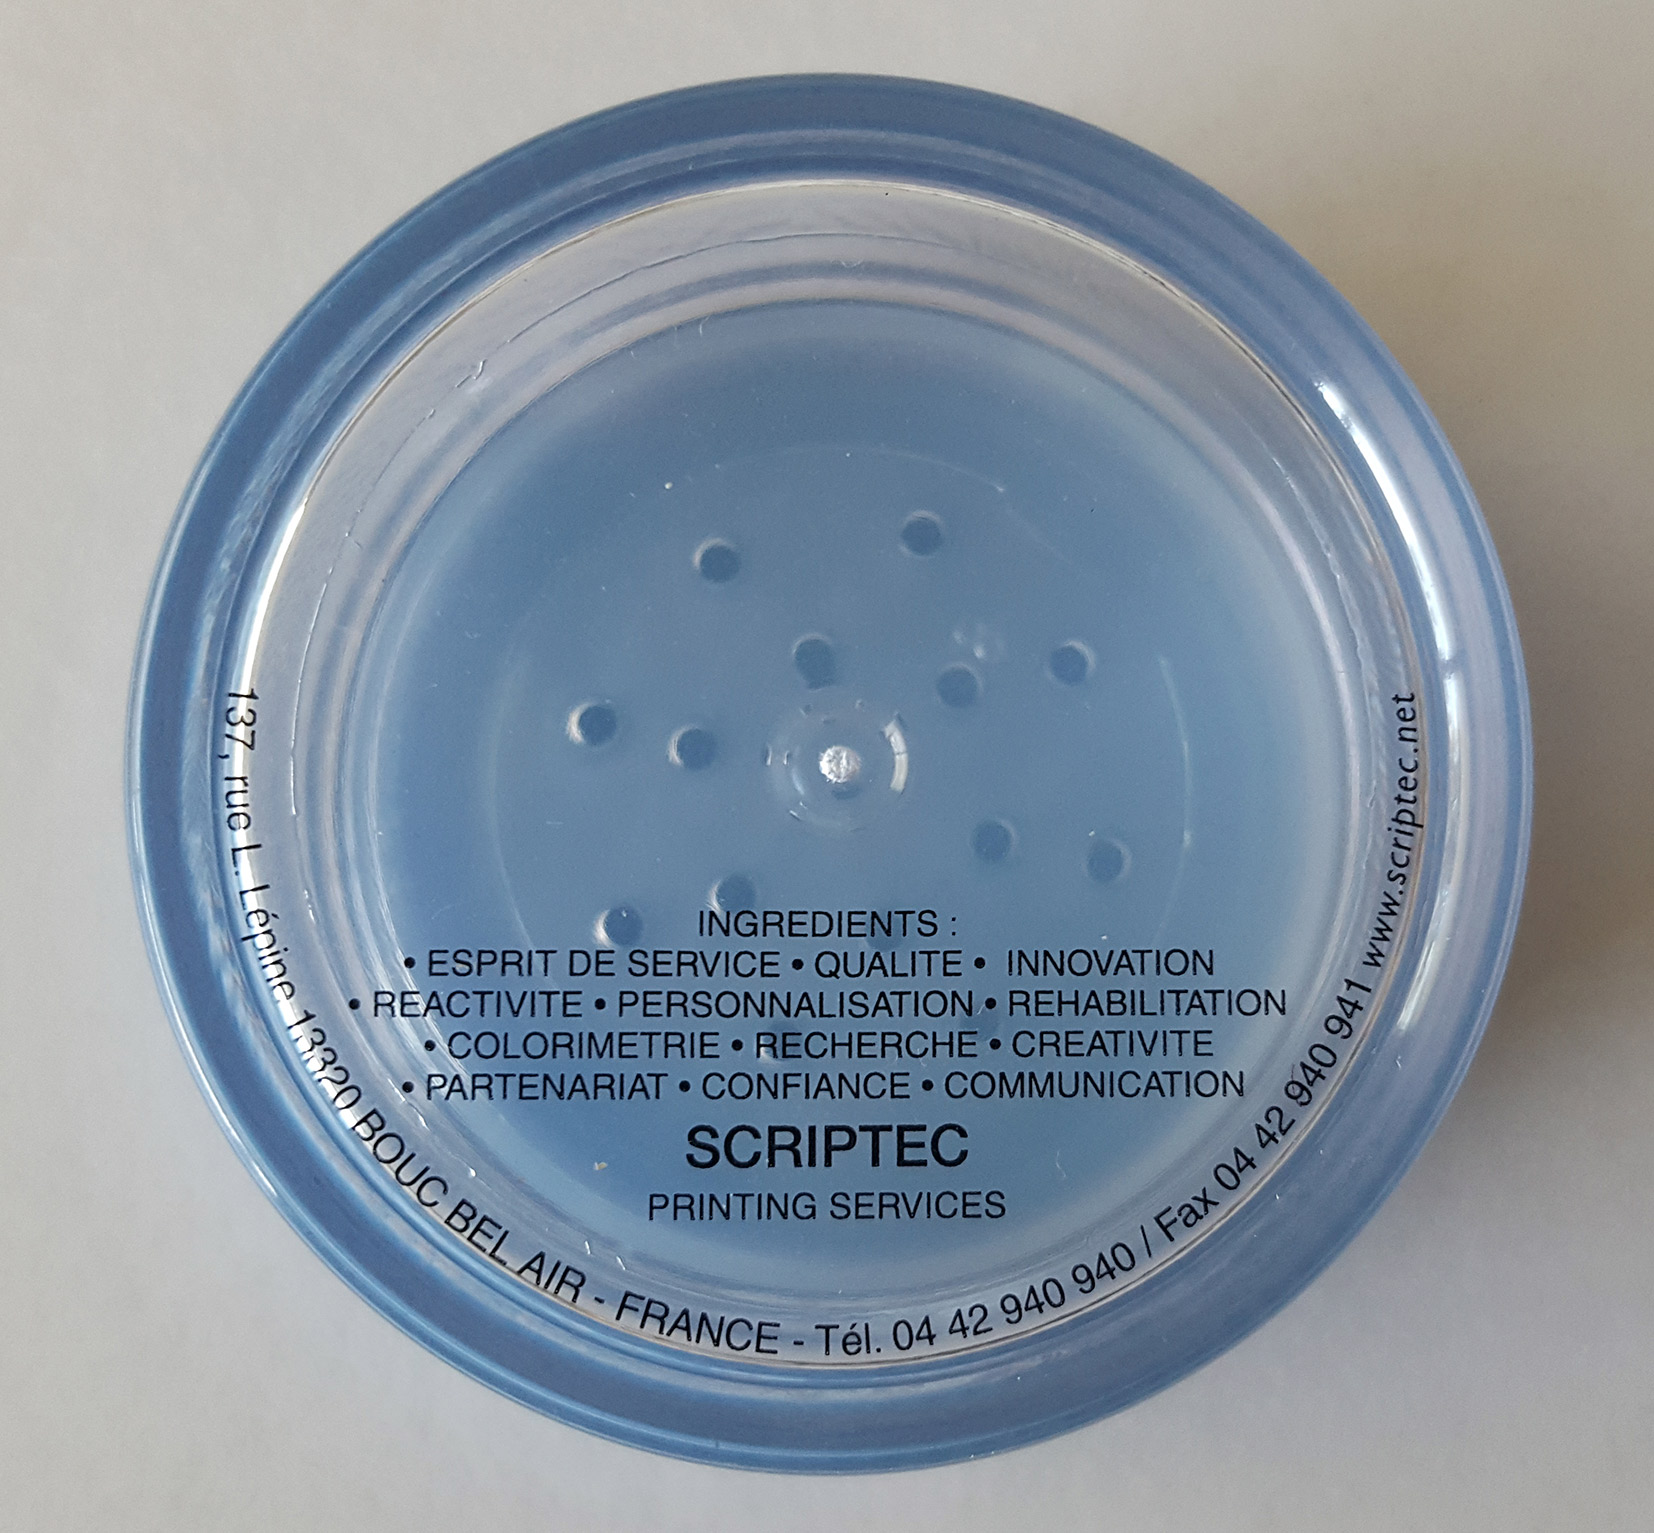 INGREDIENTS :
• ESPRIT DE SERVICE • QUALITE • INNOVATION
• REACTIVITE • PERSONNALISATION • REHABILITATION
• COLORIMETRIE • RECHERCHE • CREATIVITE
• PARTENARIAT • CONFIANCE • COMMUNICATION
SCRIPTEC
PRINTING SERVICES
137, rue L. Lépine 13320 BOUC BEL AIR - FRANCE - Tél. 04 42 940 940 / Fax 04 42 940 941 www.scriptec.net